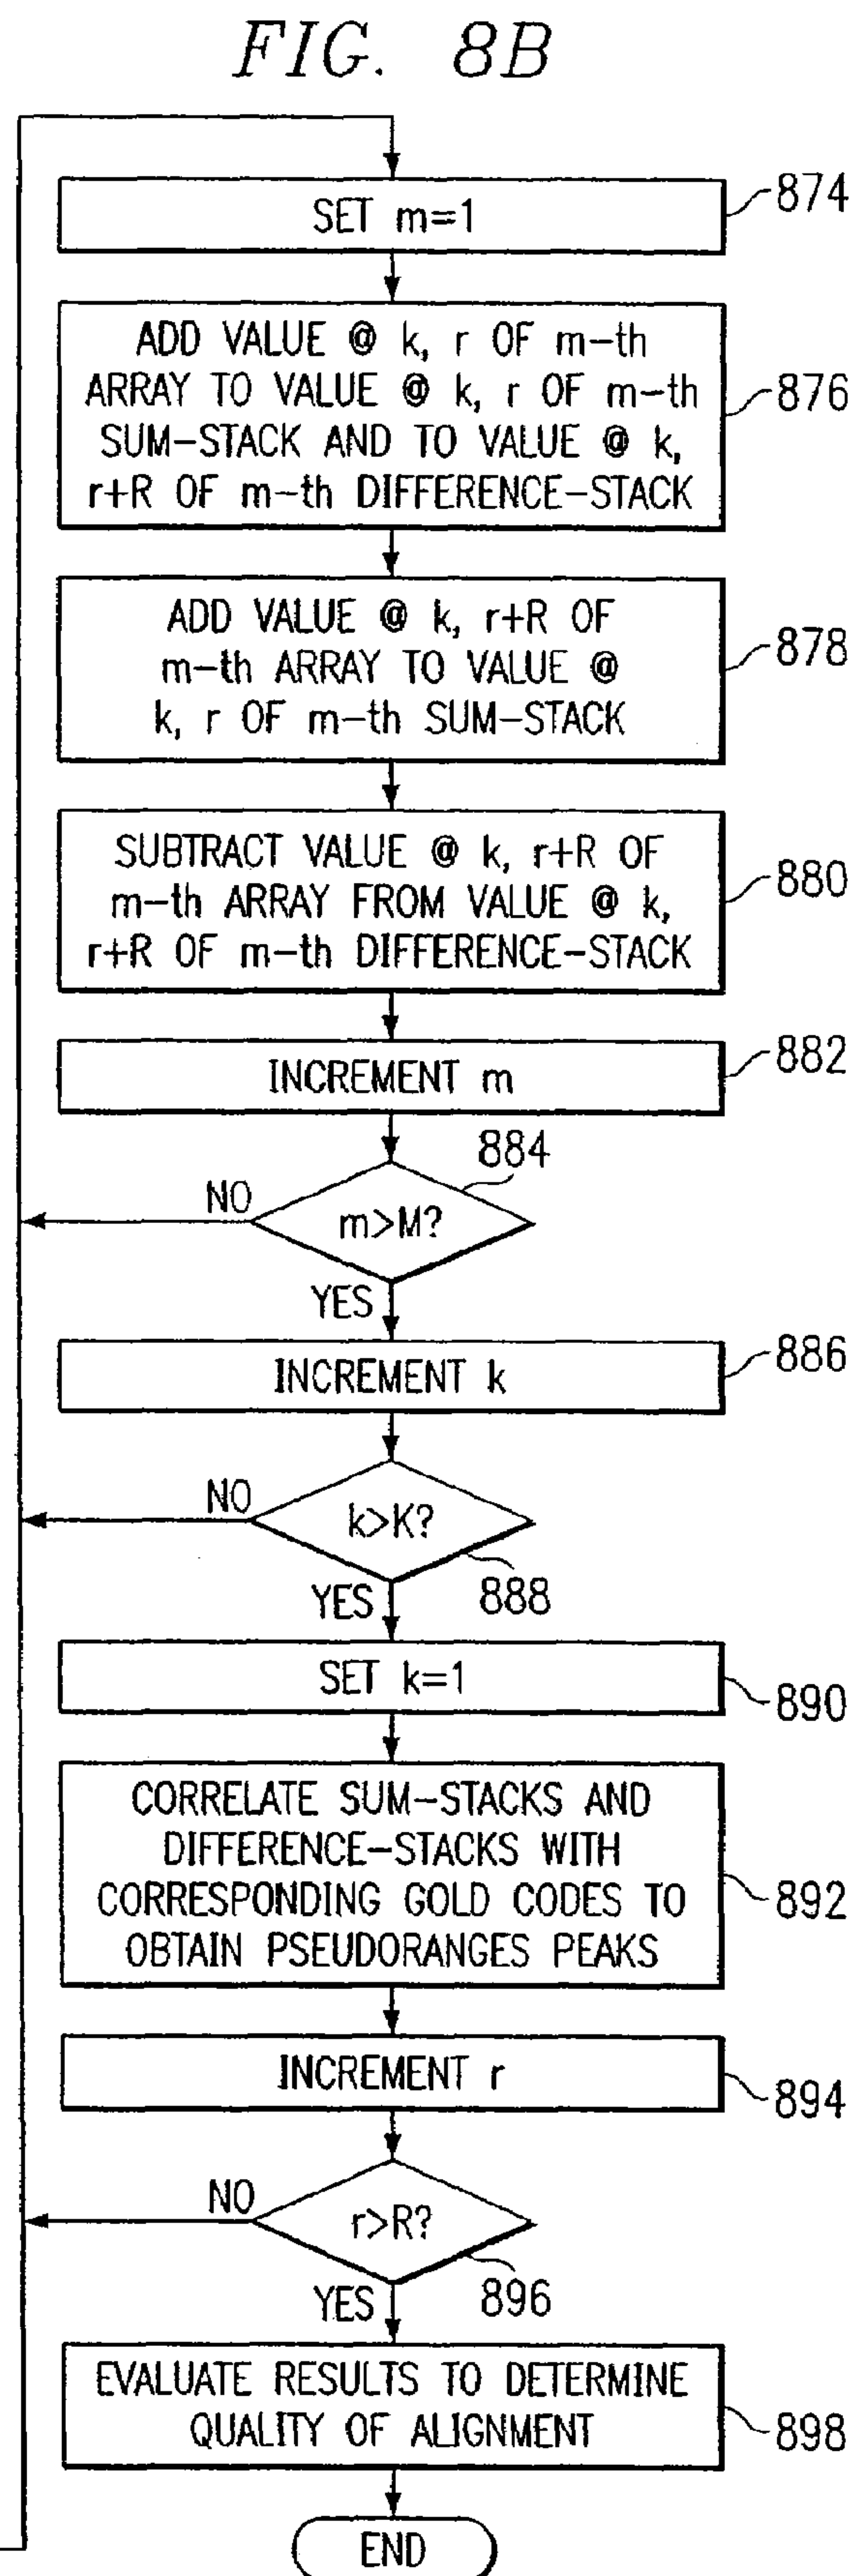 FIG. 8B
SET m=1
874
ADD VALUE @ k, r OF m-th
ARRAY TO VALUE @ k, r OF m-th
SUM-STACK AND TO VALUE @ k,
r+R OF m-th DIFFERENCE-STACK
876
ADD VALUE @ k, r+R OF
m-th ARRAY TO VALUE @
k, r OF m-th SUM-STACK
878
SUBTRACT VALUE @ k, r+R OF
m-th ARRAY FROM VALUE @ k,
r+R OF m-th DIFFERENCE-STACK
880
INCREMENT m
882
884
NO
m>M?
YES
INCREMENT k
886
NO
k>K?
888
YES
SET k=1
890
CORRELATE SUM-STACKS AND
DIFFERENCE-STACKS WITH
CORRESPONDING GOLD CODES TO
OBTAIN PSEUDORANGES PEAKS
892
INCREMENT r
894
NO
r>R?
896
YES
EVALUATE RESULTS TO DETERMINE
QUALITY OF ALIGNMENT
898
END